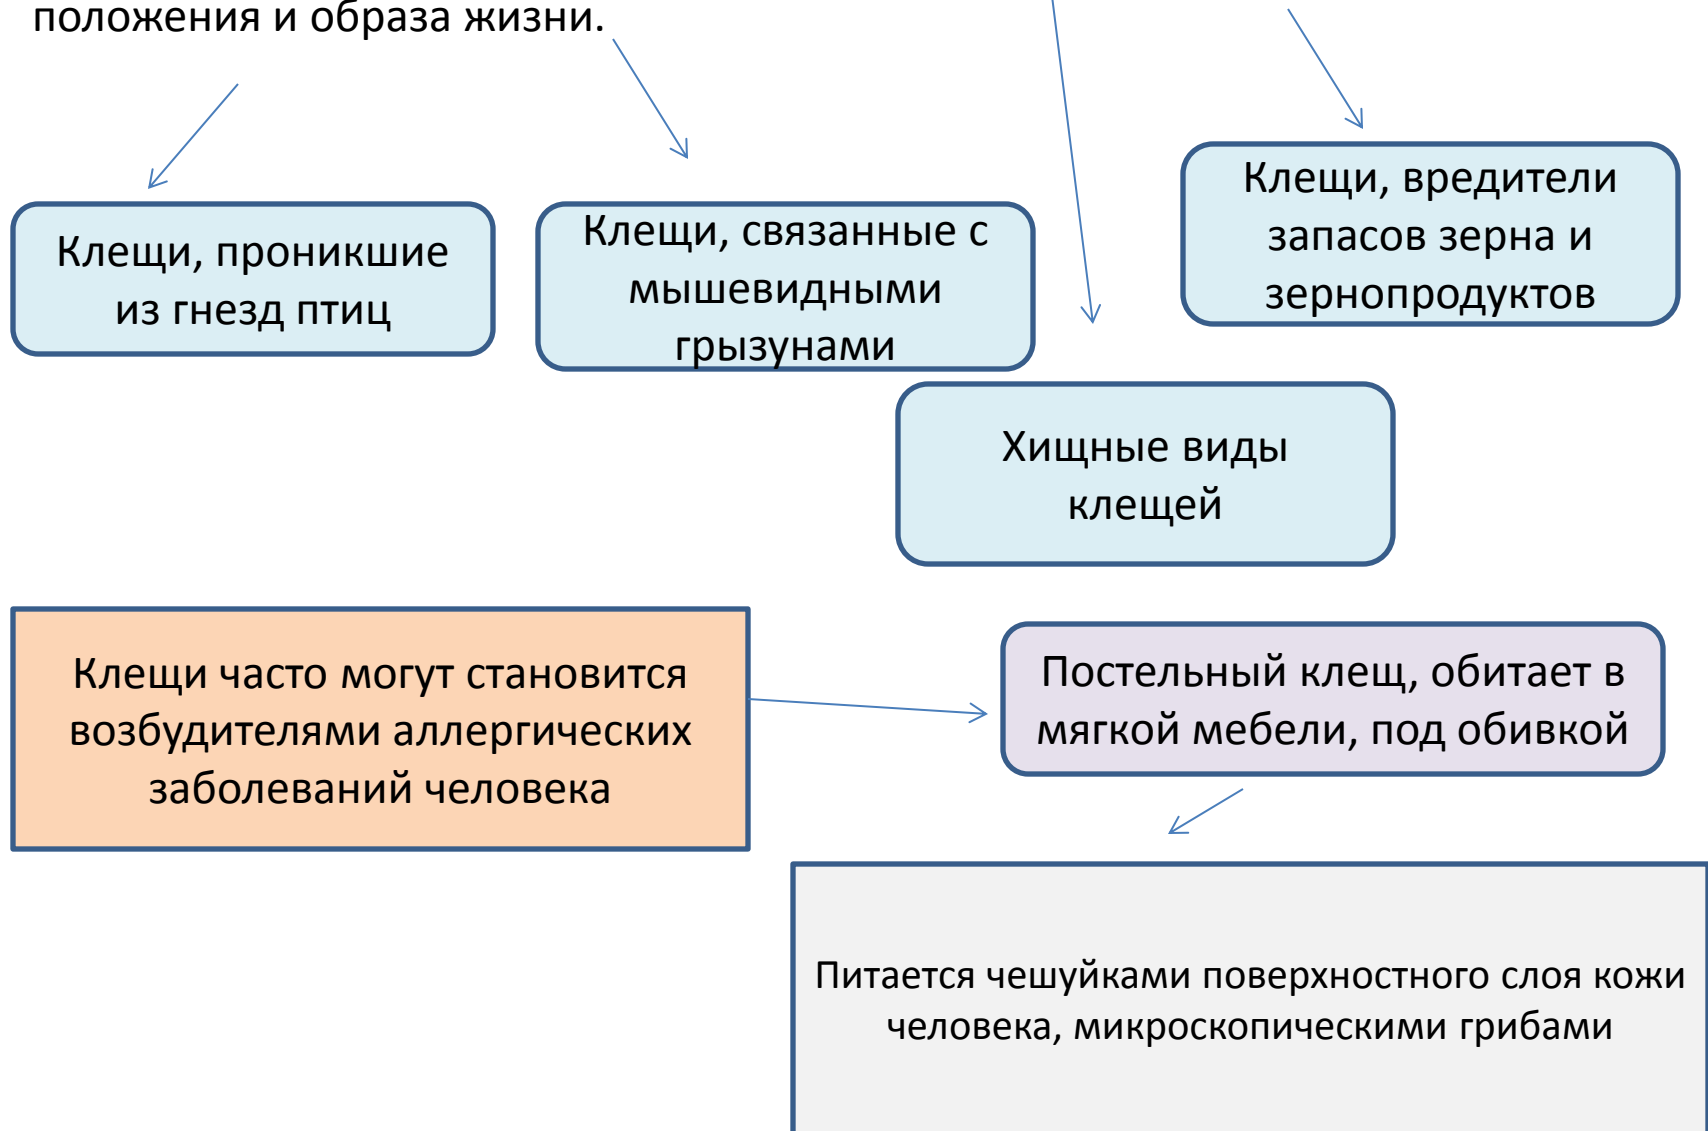 положения и образа жизни.
Клещи, проникшие
из гнезд птиц
Клещи, связанные с
мышевидными
грызунами
Клещи, вредители
запасов зерна и
зернопродуктов
Хищные виды
клещей
Клещи часто могут становится
возбудителями аллергических
заболеваний человека
Постельный клещ, обитает в
мягкой мебели, под обивкой
Питается чешуйками поверхностного слоя кожи
человека, микроскопическими грибами